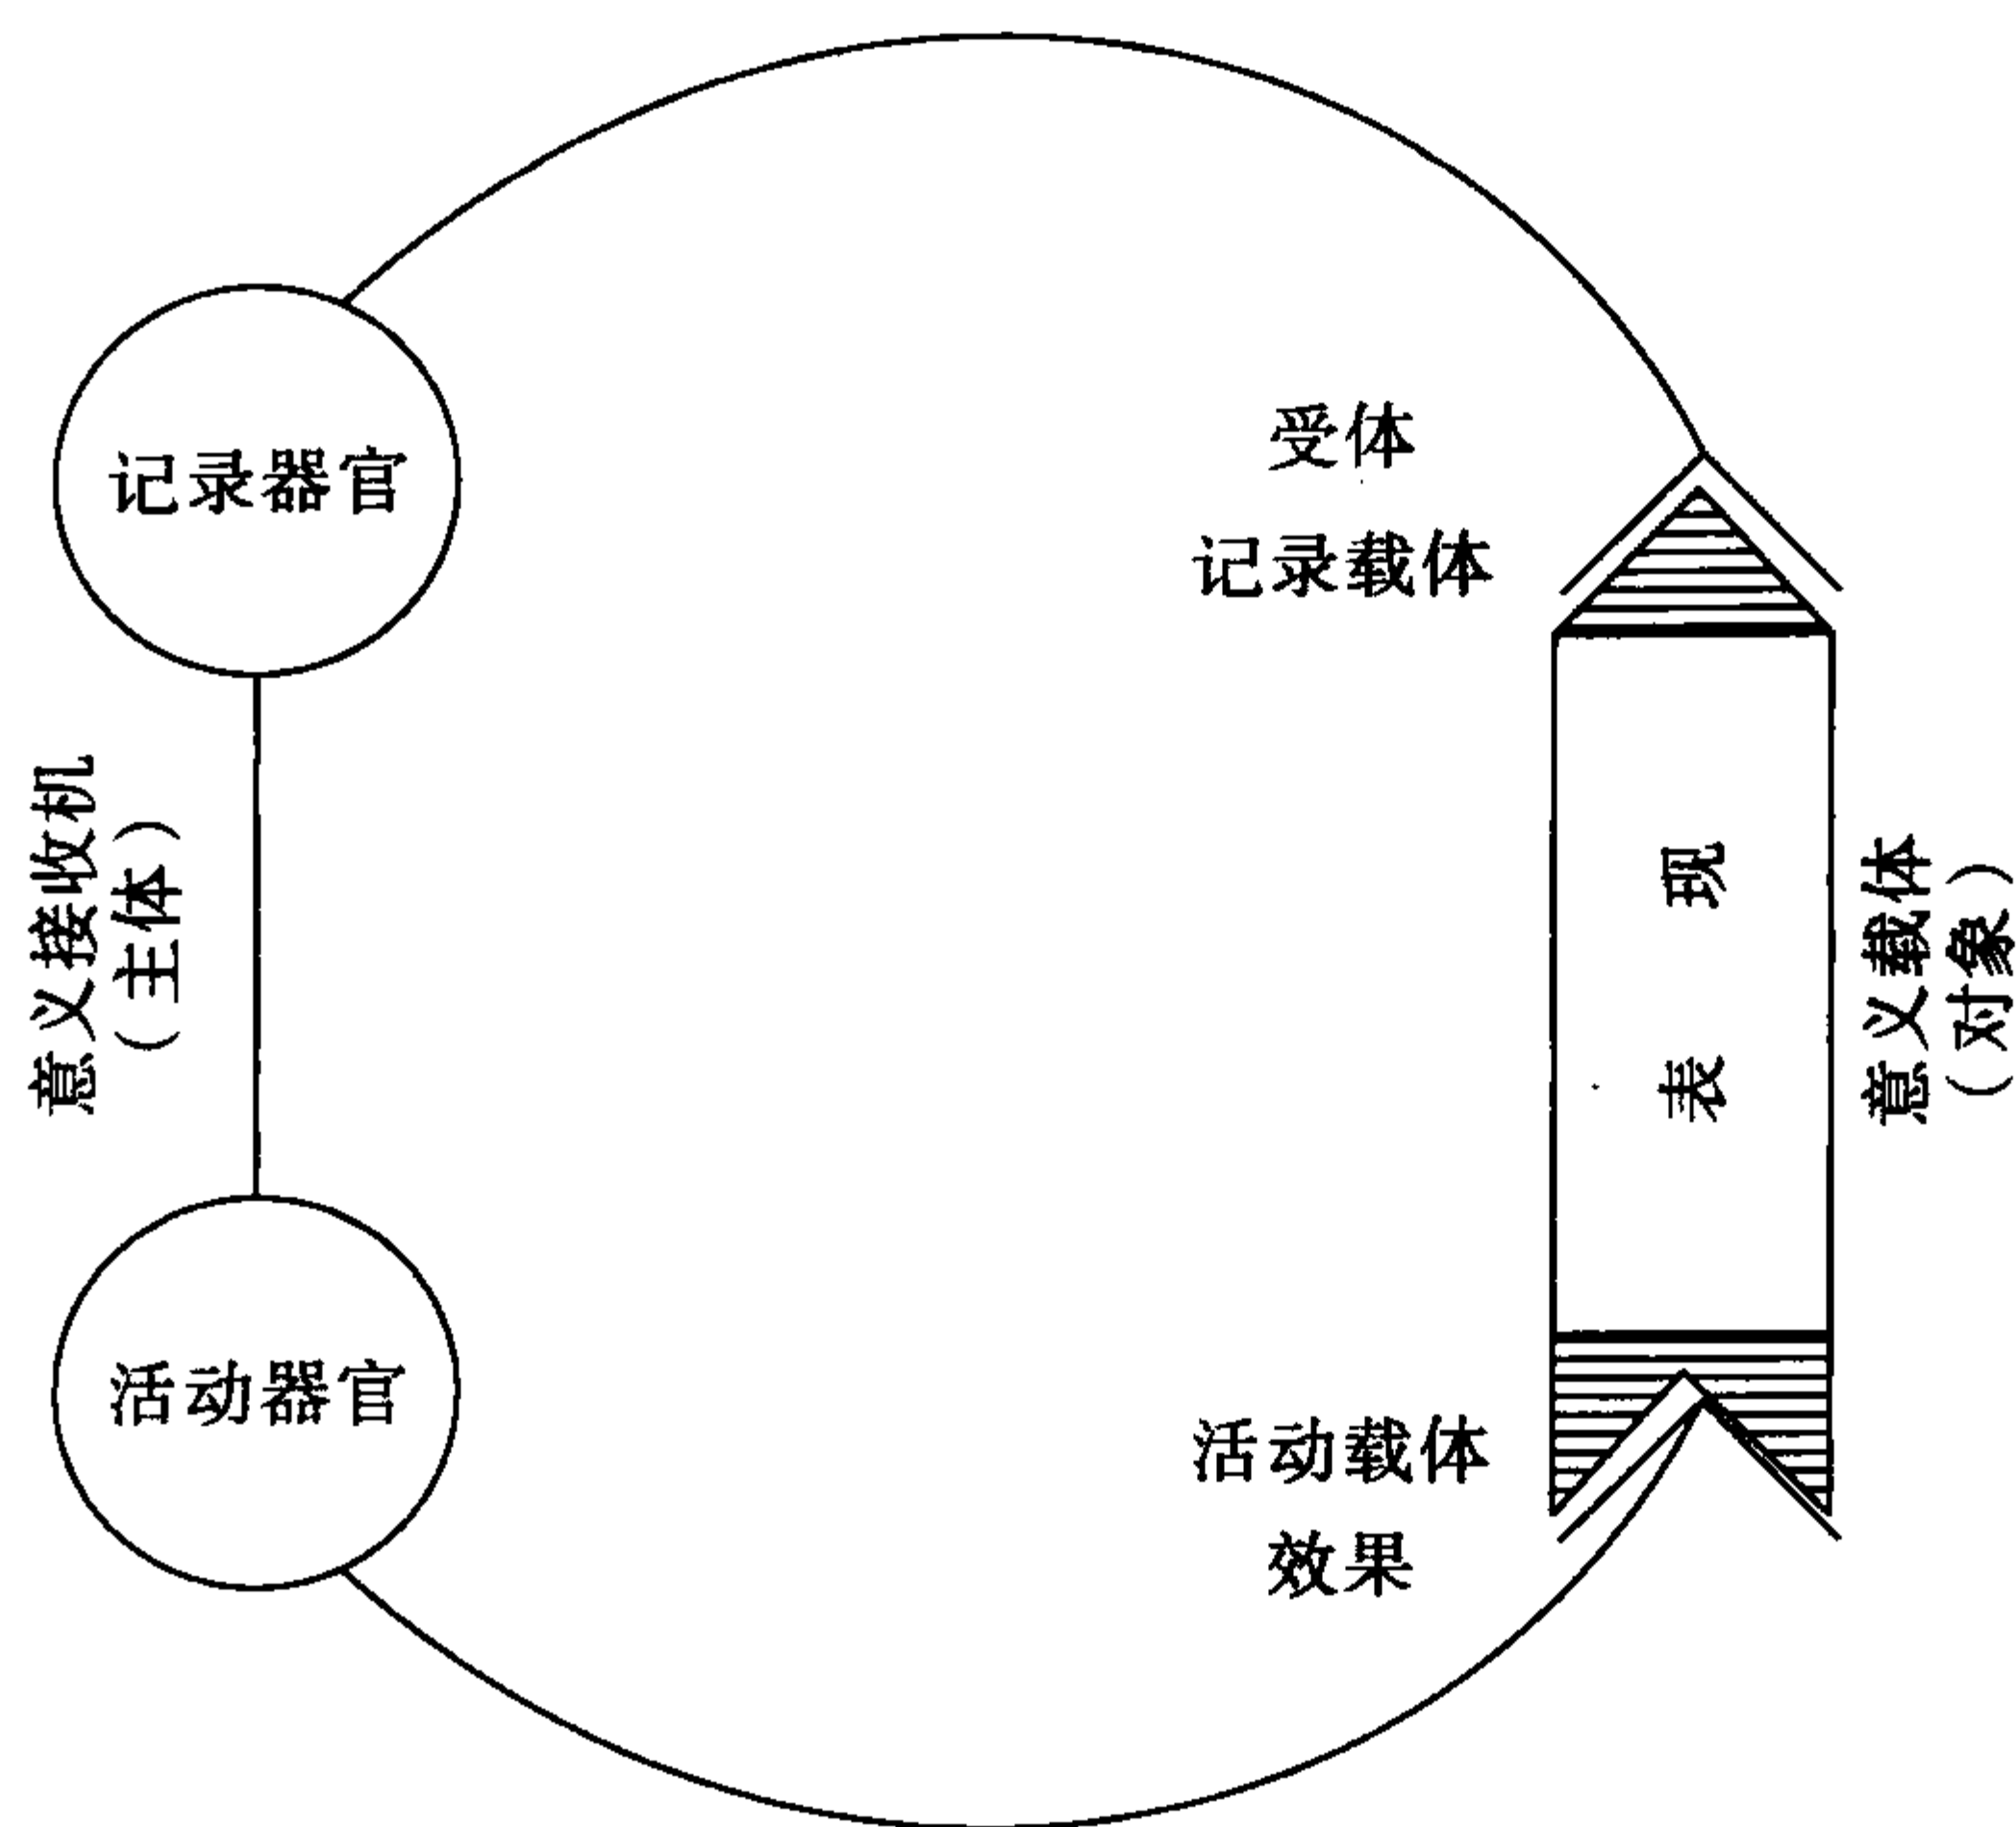 受体
记录器官
记录载体
意义接收机
（主体）
表现
意义载体
（对象）
活动器官
活动载体
效果